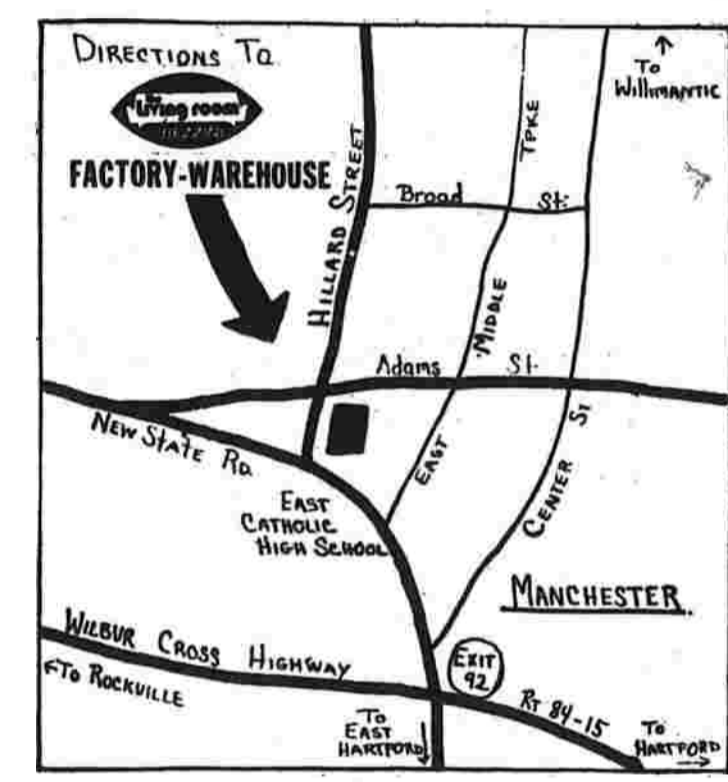 DIRECTIONS TO
The
Living room
FACTORY-WAREHOUSE
To
WILLIMANTIC
HILLARD STREET
Broad St.
EAST MIDDLE TPKE
Adams St.
CENTER ST
NEW STATE RD.
EAST
CATHOLIC
HIGH SCHOOL
MANCHESTER
WILBUR CROSS HIGHWAY
TO ROCKVILLE
EXIT
92
RT 84-15
To
EAST
HARTFORD
To
HARTFORD